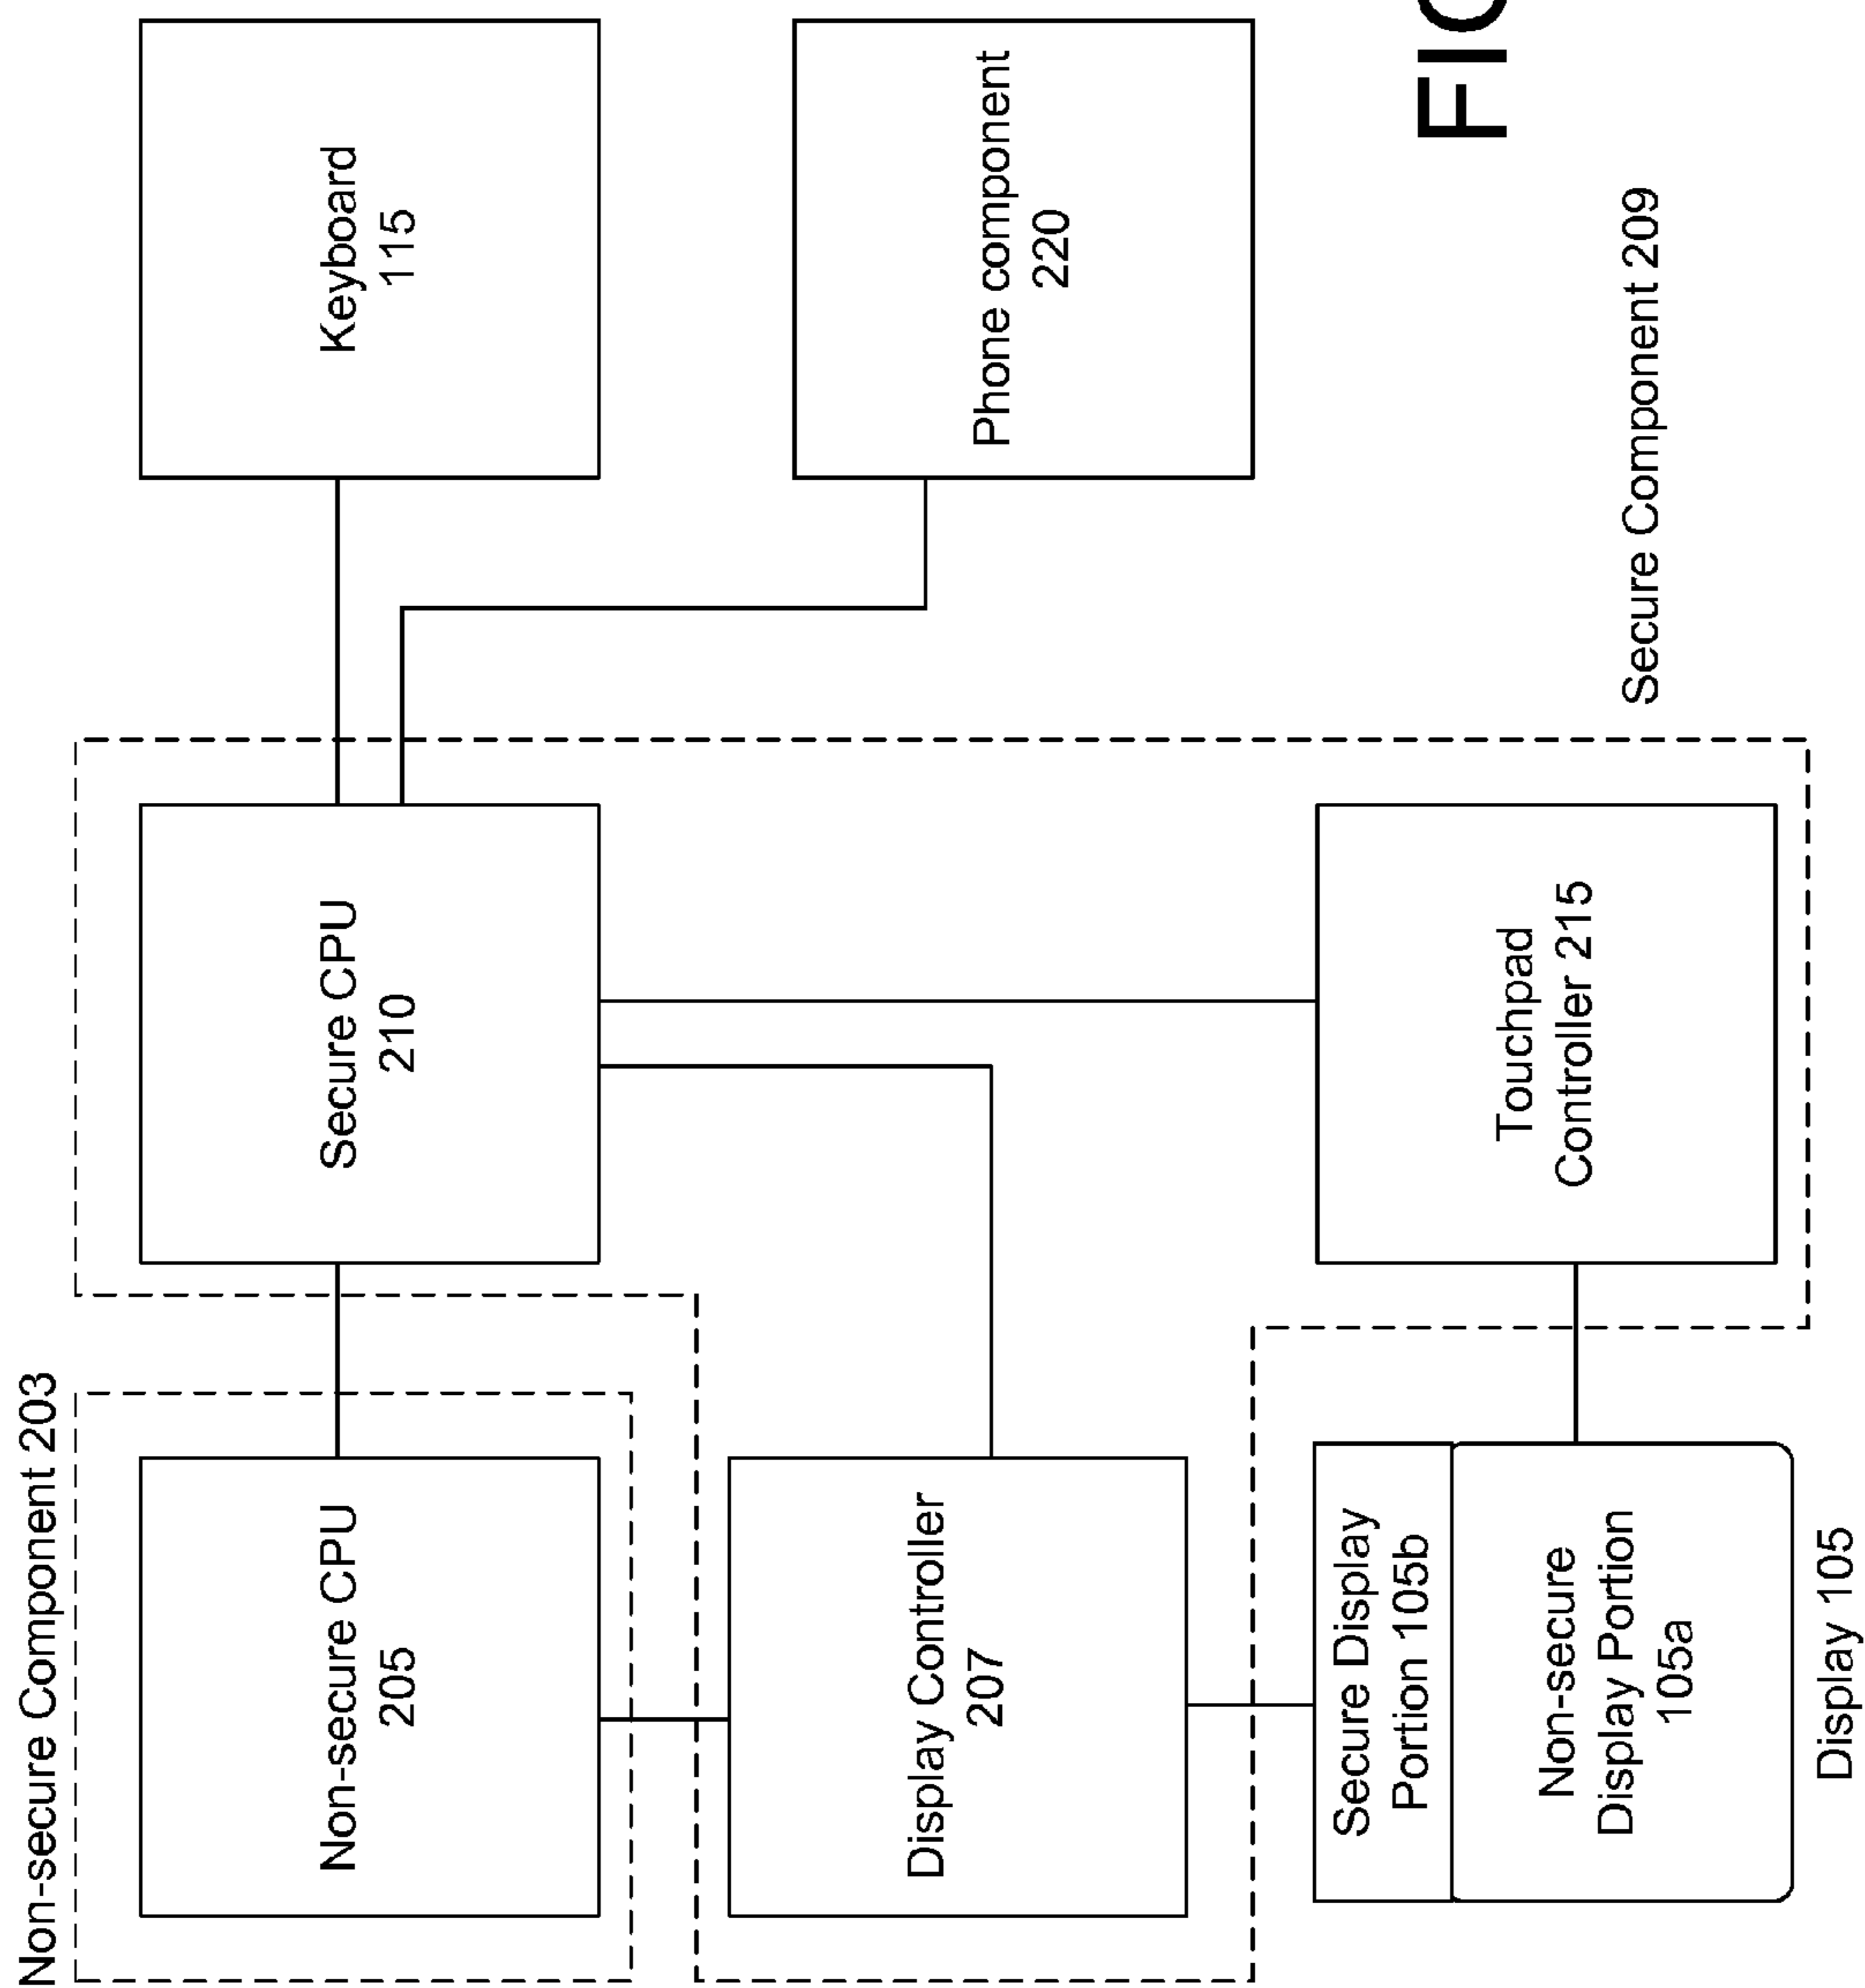 Non-secure Component 203
Non-secure CPU
205
Secure CPU
210
Keyboard
115
Display Controller
207
Phone component
220
Secure Display
Portion 105b
Non-secure
Display Portion
105a
Touchpad
Controller 215
Secure Component 209
Display 105